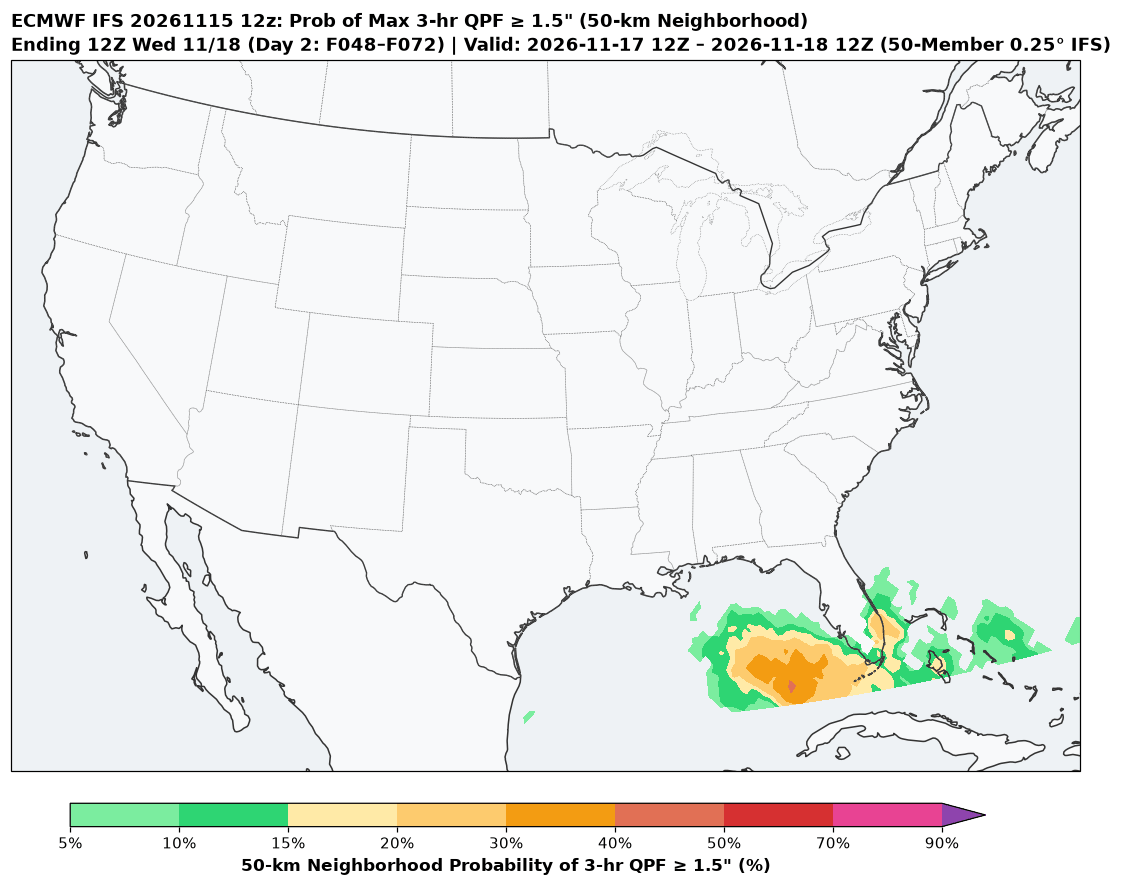 ECMWF IFS 20261115 12z: Prob of Max 3-hr QPF ≥ 1.5" (50-km Neighborhood)
Ending 12Z Wed 11/18 (Day 2: F048–F072) | Valid: 2026-11-17 12Z – 2026-11-18 12Z (50-Member 0.25° IFS)
5% 10% 15% 20% 30% 40% 50% 70% 90%
50-km Neighborhood Probability of 3-hr QPF ≥ 1.5" (%)